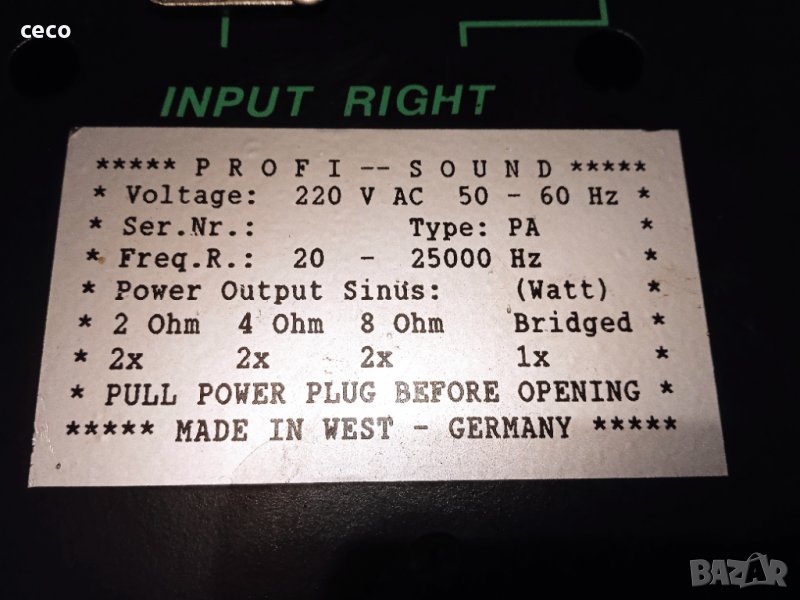 ceco
INPUT RIGHT
***** P R O F I -- S O U N D *****
* Voltage: 220 V AC 50 - 60 Hz *
* Ser.Nr.: Type: PA *
* Freq.R.: 20 - 25000 Hz *
* Power Output Sinus: (Watt) *
* 2 Ohm 4 Ohm 8 Ohm Bridged *
* 2x 2x 2x 1x *
* PULL POWER PLUG BEFORE OPENING *
***** MADE IN WEST - GERMANY *****
BAZAR